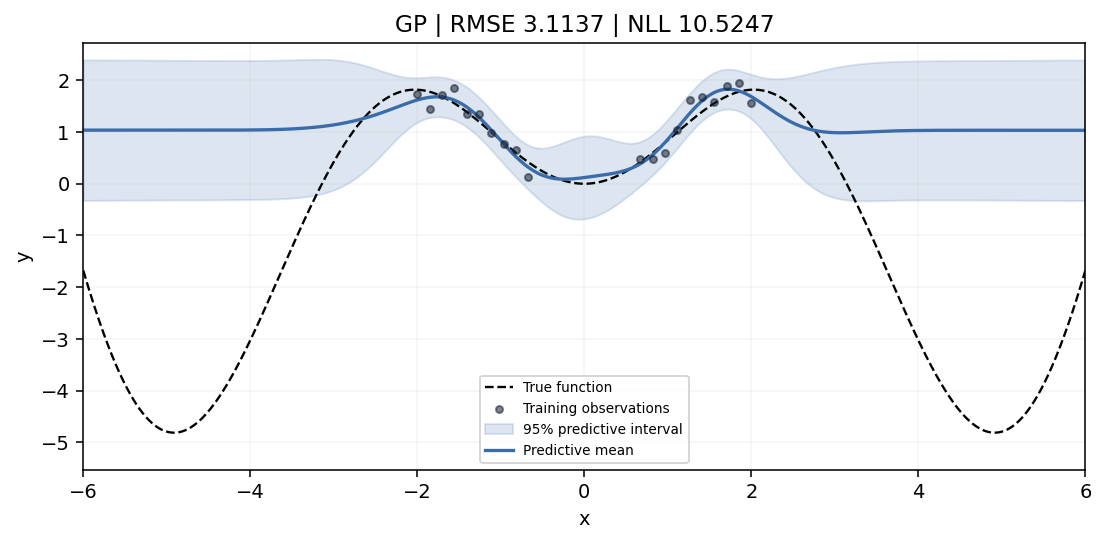 GP | RMSE 3.1137 | NLL 10.5247
y
2
1
0
−1
−2
−3
−4
−5
True function
Training observations
95% predictive interval
Predictive mean
−6 −4 −2 0 2 4 6
x